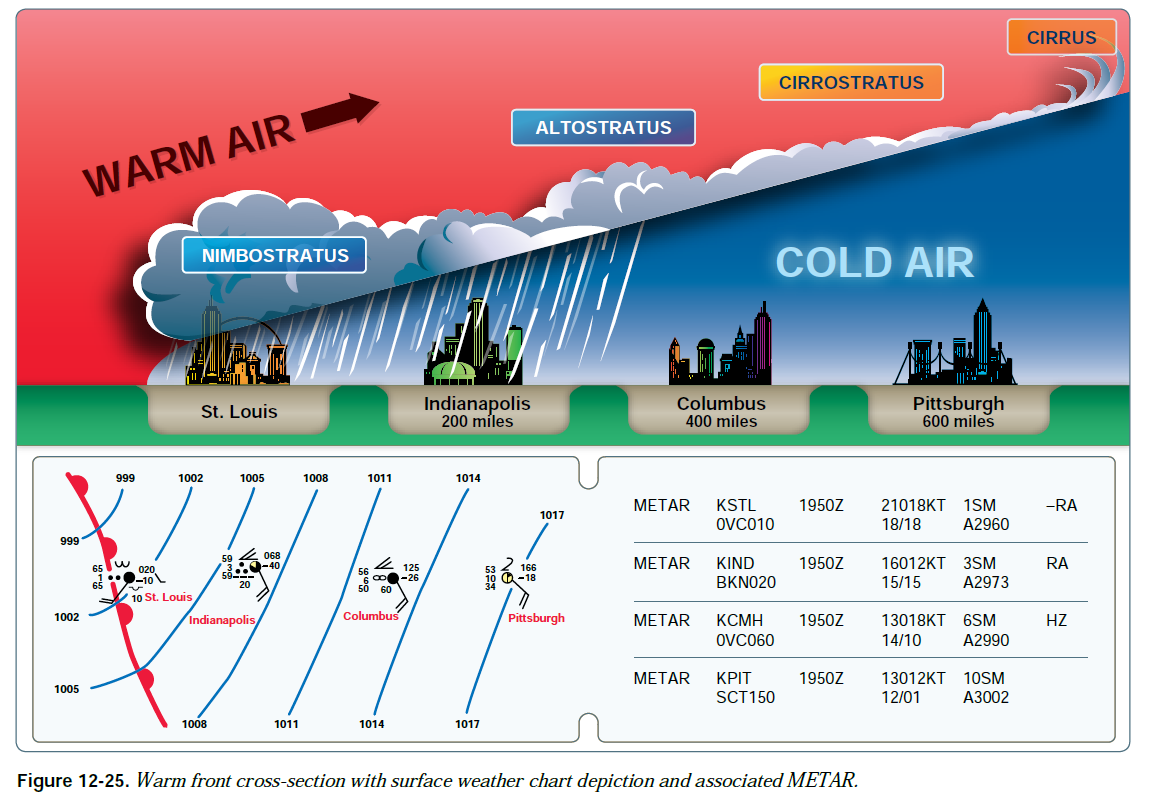 CIRRUS
CIRROSTRATUS
ALTOSTRATUS
WARM AIR
NIMBOSTRATUS
COLD AIR
St. Louis
Indianapolis
200 miles
Columbus
400 miles
Pittsburgh
600 miles
999 1002 1005 1008 1011 1014
1017
999
65 020
1 –10
65 10 St. Louis
59 068
3 –40
59 20
Indianapolis
56 125
6 –26
50 60
Columbus
53 166
10 –18
34
Pittsburgh
1002
1005
1008 1011 1014 1017
METAR KSTL 1950Z 21018KT 1SM –RA
0VC010 18/18 A2960
METAR KIND 1950Z 16012KT 3SM RA
BKN020 15/15 A2973
METAR KCMH 1950Z 13018KT 6SM HZ
0VC060 14/10 A2990
METAR KPIT 1950Z 13012KT 10SM
SCT150 12/01 A3002
Figure 12-25. Warm front cross-section with surface weather chart depiction and associated METAR.